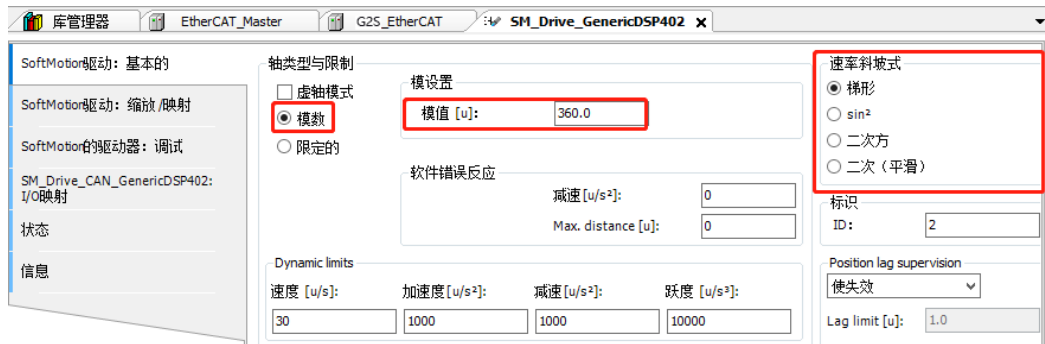 库管理器
EtherCAT_Master
G2S_EtherCAT
SM_Drive_GenericDSP402
SoftMotion驱动: 基本的
SoftMotion驱动: 缩放/映射
SoftMotion的驱动器: 调试
SM_Drive_CAN_GenericDSP402:
I/O映射
状态
信息
轴类型与限制
虚轴模式
模数
限定的
模设置
模值 [u]:
360.0
软件错误反应
减速[u/s²]:
0
Max. distance [u]:
0
Dynamic limits
速度 [u/s]:
加速度[u/s²]:
减速[u/s²]:
跃度 [u/s³]:
30
1000
1000
10000
速率斜坡式
梯形
sin²
二次方
二次（平滑）
标识
ID:
2
Position lag supervision
使失效
Lag limit [u]:
1.0